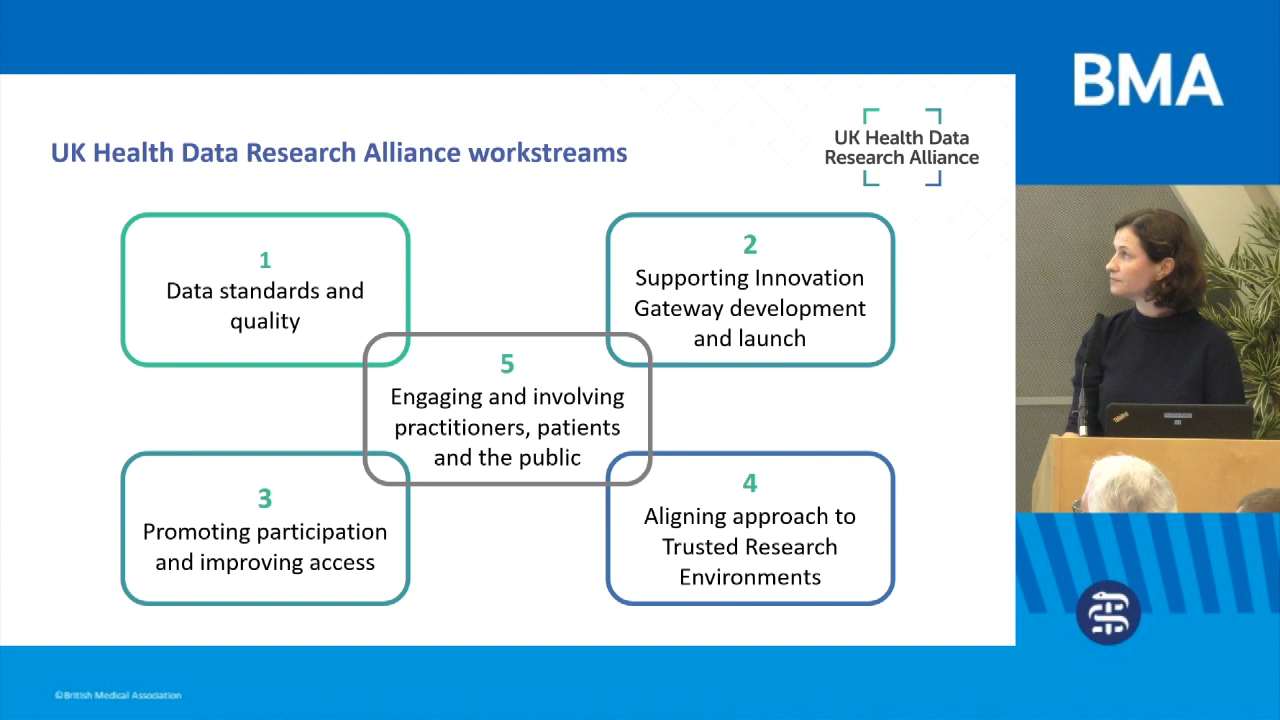 BMA
UK Health Data Research Alliance workstreams
UK Health Data
Research Alliance
1
Data standards and
quality
2
Supporting Innovation
Gateway development
and launch
5
Engaging and involving
practitioners, patients
and the public
3
Promoting participation
and improving access
4
Aligning approach to
Trusted Research
Environments
©British Medical Association